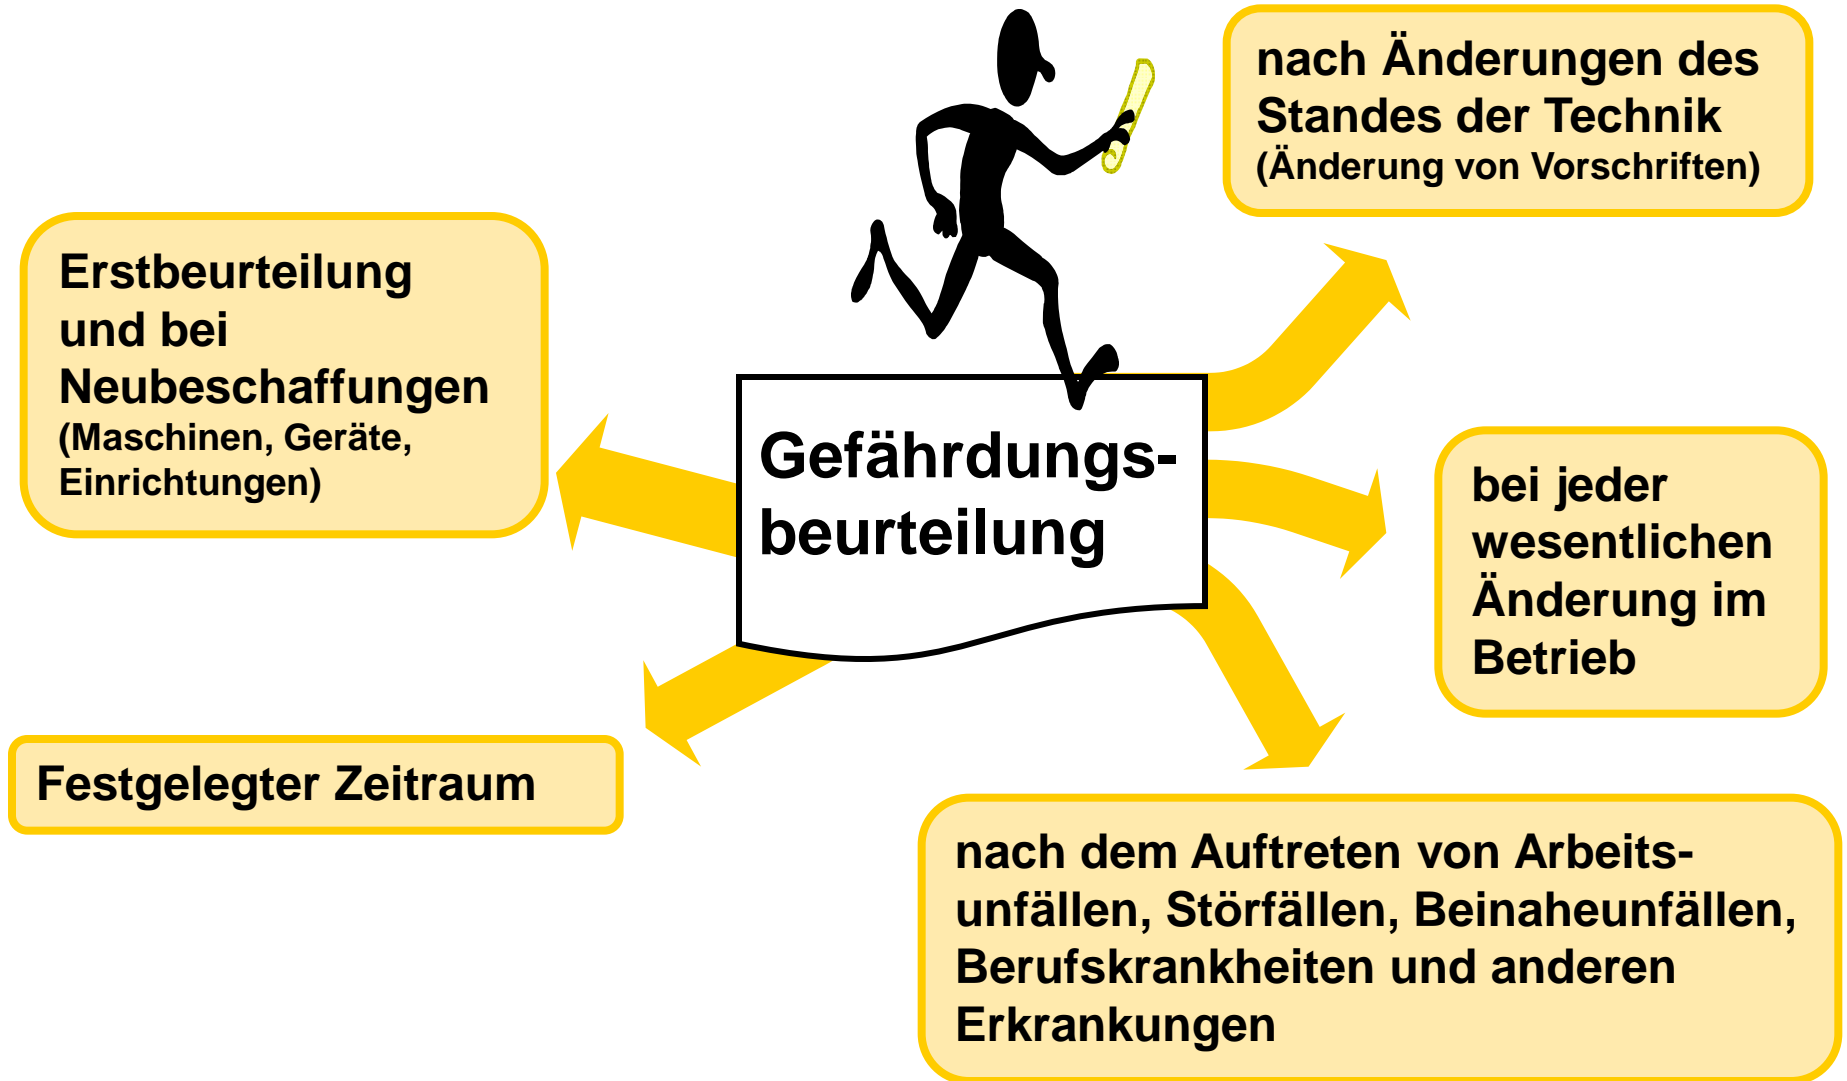 nach Änderungen des
Standes der Technik
(Änderung von Vorschriften)
Erstbeurteilung
und bei
Neubeschaffungen
(Maschinen, Geräte,
Einrichtungen)
Gefährdungs-
beurteilung
bei jeder
wesentlichen
Änderung im
Betrieb
Festgelegter Zeitraum
nach dem Auftreten von Arbeits-
unfällen, Störfällen, Beinaheunfällen,
Berufskrankheiten und anderen
Erkrankungen